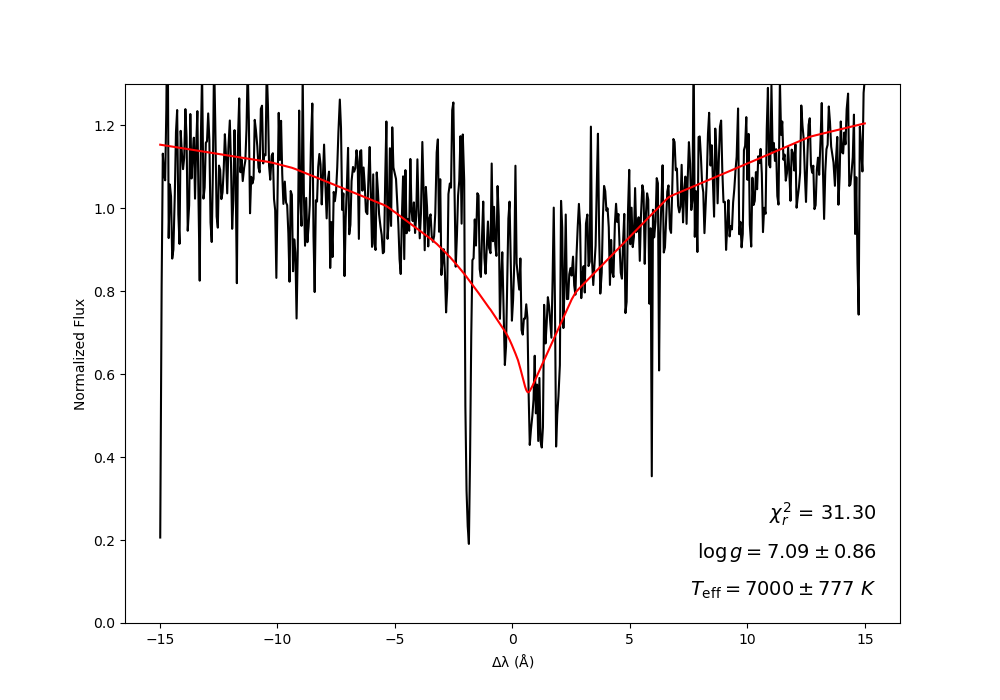 1.2
1.0
0.8
0.6
0.4
0.2
0.0
Normalized Flux
χ²ᵣ = 31.30
log g = 7.09 ± 0.86
T_eff = 7000 ± 777 K
−15 −10 −5 0 5 10 15
Δλ (Å)